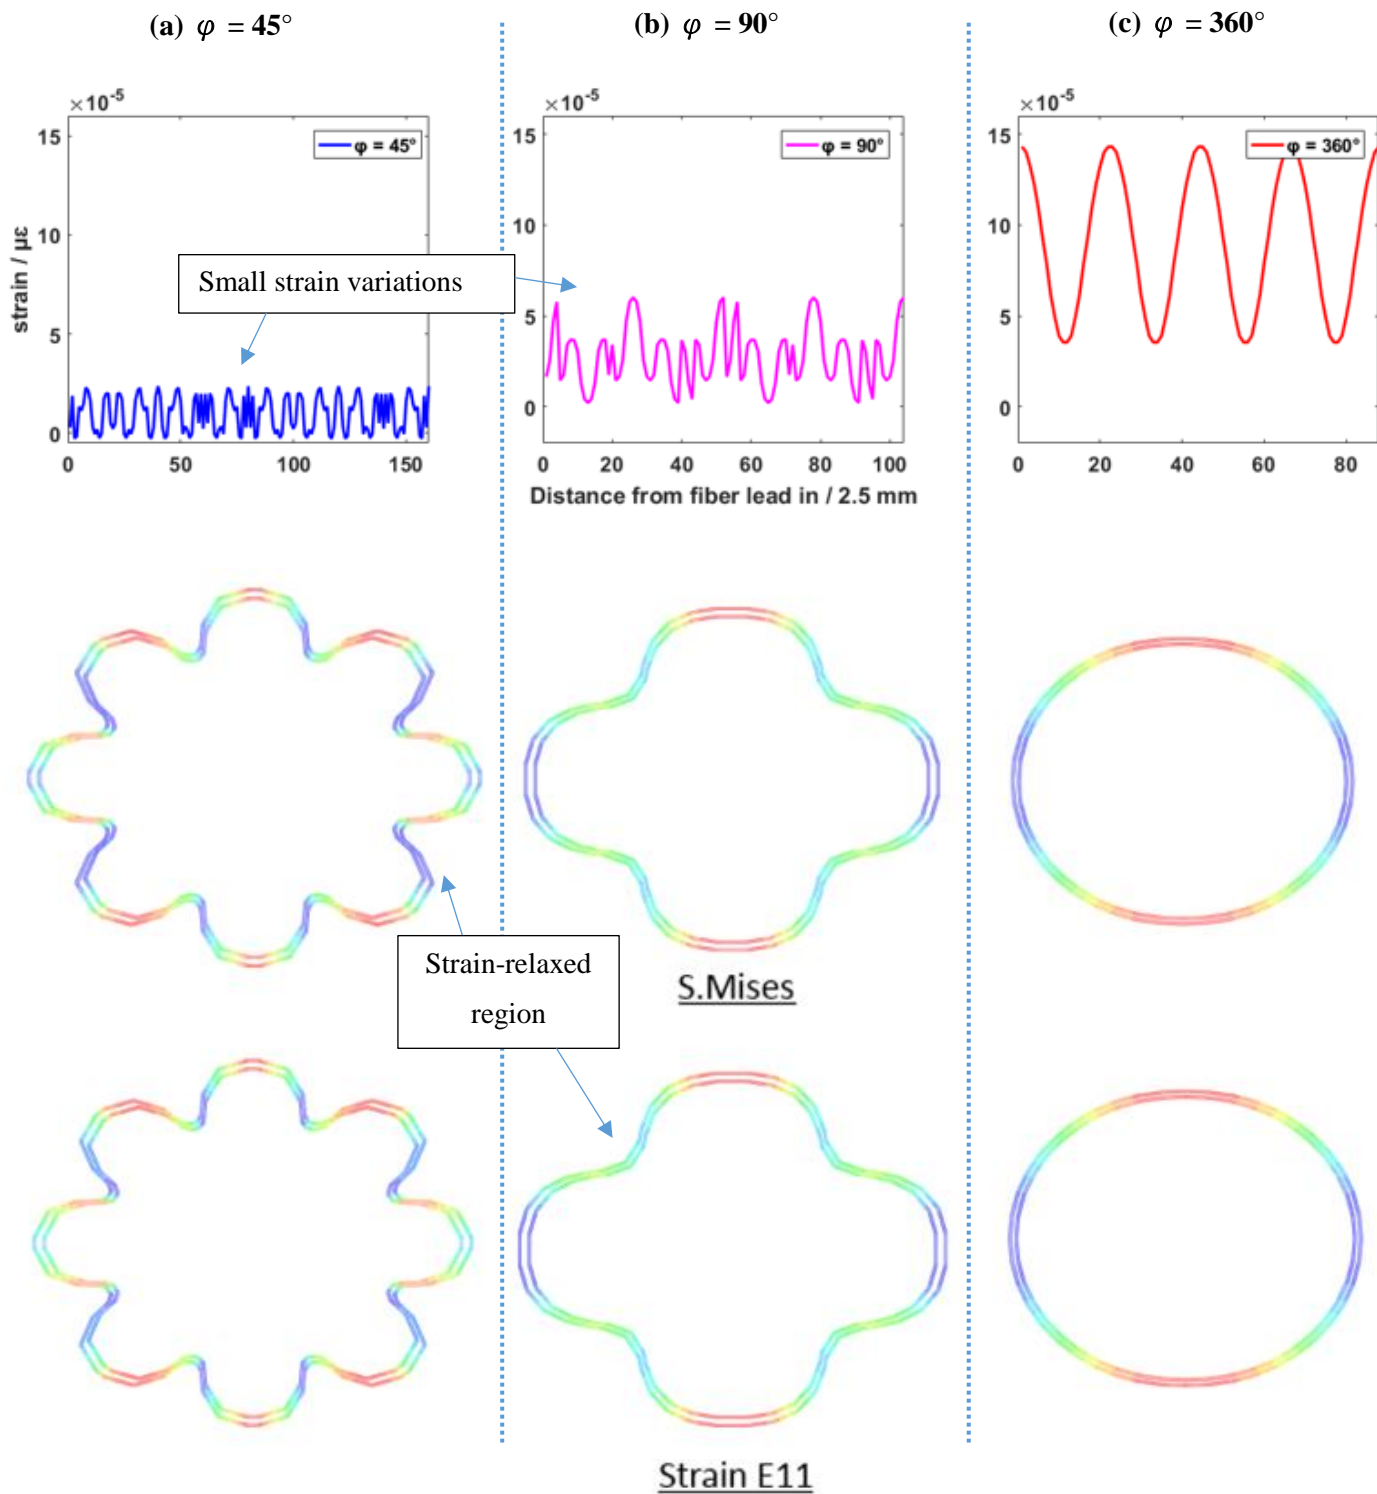 (a) φ = 45°
(b) φ = 90°
(c) φ = 360°
×10⁻⁵
15
10
5
0
strain / με
φ = 45°
0 50 100 150
×10⁻⁵
15
10
5
0
φ = 90°
0 20 40 60 80 100
Distance from fiber lead in / 2.5 mm
×10⁻⁵
15
10
5
0
φ = 360°
0 20 40 60 80
Small strain variations
Strain-relaxed
region
S.Mises
Strain E11